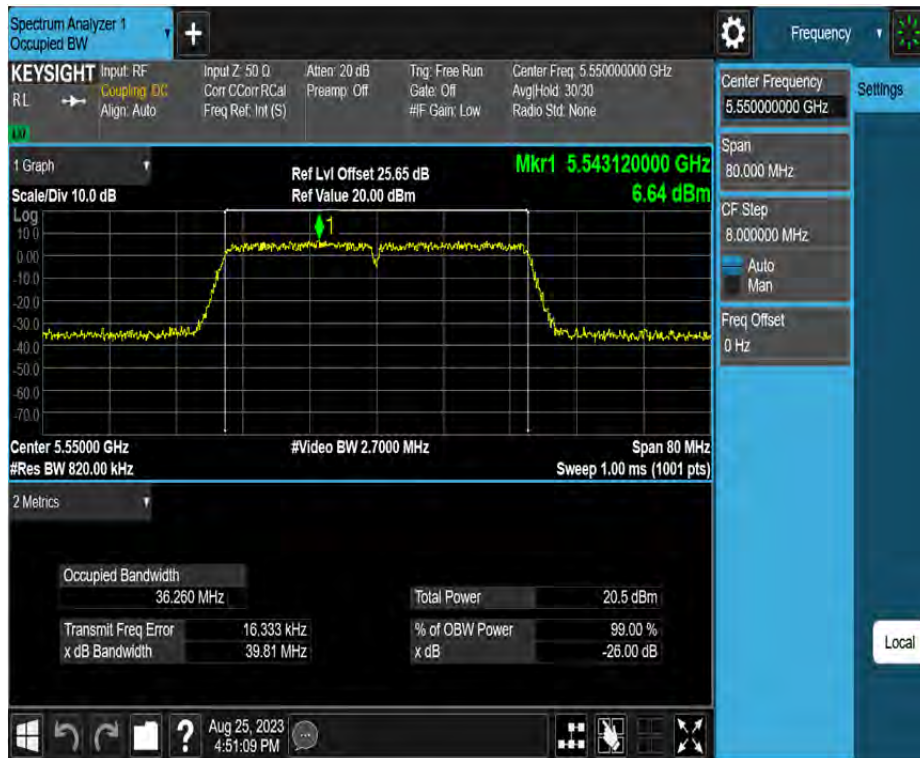 Spectrum Analyzer 1
Occupied BW
+
Frequency
KEYSIGHT
RL
Input: RF
Coupling: DC
Align: Auto
Input Z: 50 Ω
Corr CCorr RCal
Freq Ref: Int (S)
Atten: 20 dB
Preamp: Off
Trig: Free Run
Gate: Off
#IF Gain: Low
Center Freq: 5.550000000 GHz
Avg|Hold: 30/30
Radio Std: None
Center Frequency
5.550000000 GHz
Settings
Span
80.000 MHz
CF Step
8.000000 MHz
Auto
Man
Freq Offset
0 Hz
1 Graph
Scale/Div 10.0 dB
Ref Lvl Offset 25.65 dB
Ref Value 20.00 dBm
Mkr1 5.543120000 GHz
6.64 dBm
Log
10.0
0.00
-10.0
-20.0
-30.0
-40.0
-50.0
-60.0
-70.0
1
Center 5.55000 GHz
#Video BW 2.7000 MHz
Span 80 MHz
#Res BW 820.00 kHz
Sweep 1.00 ms (1001 pts)
2 Metrics
Occupied Bandwidth
36.260 MHz
Total Power 20.5 dBm
Transmit Freq Error 16.333 kHz
% of OBW Power 99.00 %
x dB Bandwidth 39.81 MHz
x dB -26.00 dB
Local
?
Aug 25, 2023
4:51:09 PM